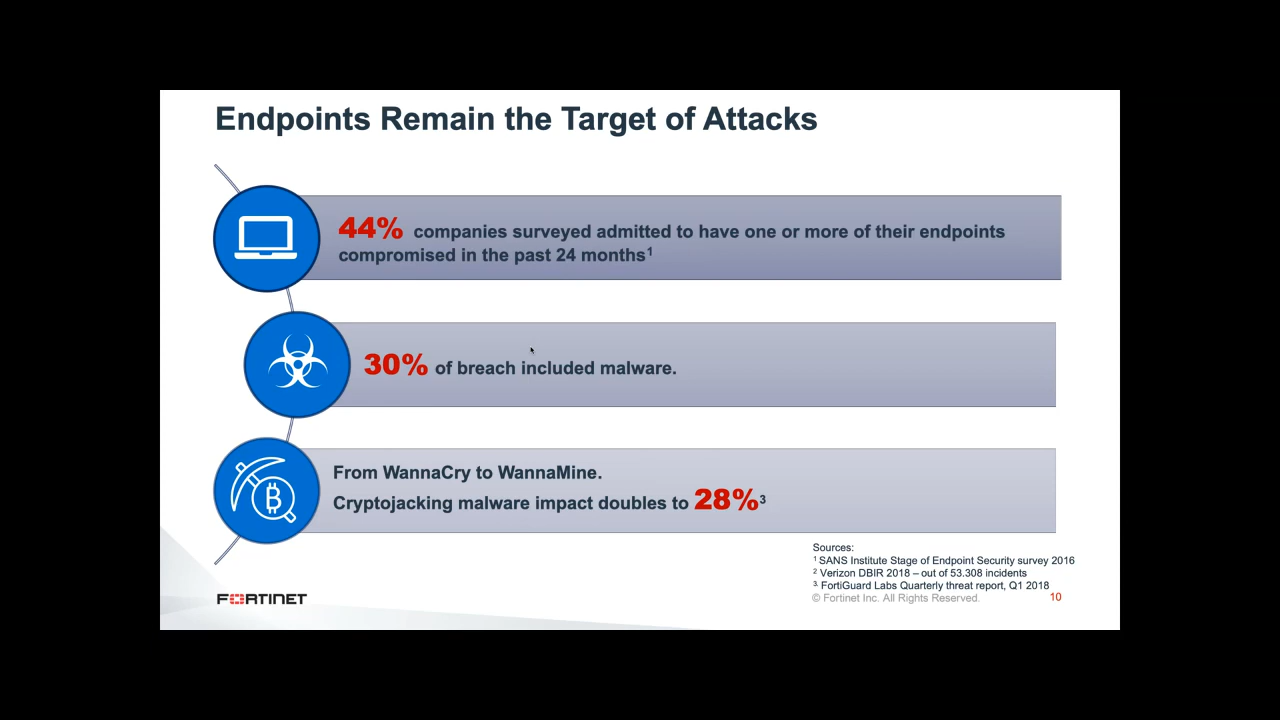 Endpoints Remain the Target of Attacks
44% companies surveyed admitted to have one or more of their endpoints
compromised in the past 24 months¹
30% of breach included malware.
From WannaCry to WannaMine.
Cryptojacking malware impact doubles to 28%³
Sources:
¹ SANS Institute Stage of Endpoint Security survey 2016
² Verizon DBIR 2018 – out of 53.308 incidents
³. FortiGuard Labs Quarterly threat report, Q1 2018
FORTINET
© Fortinet Inc. All Rights Reserved.
10